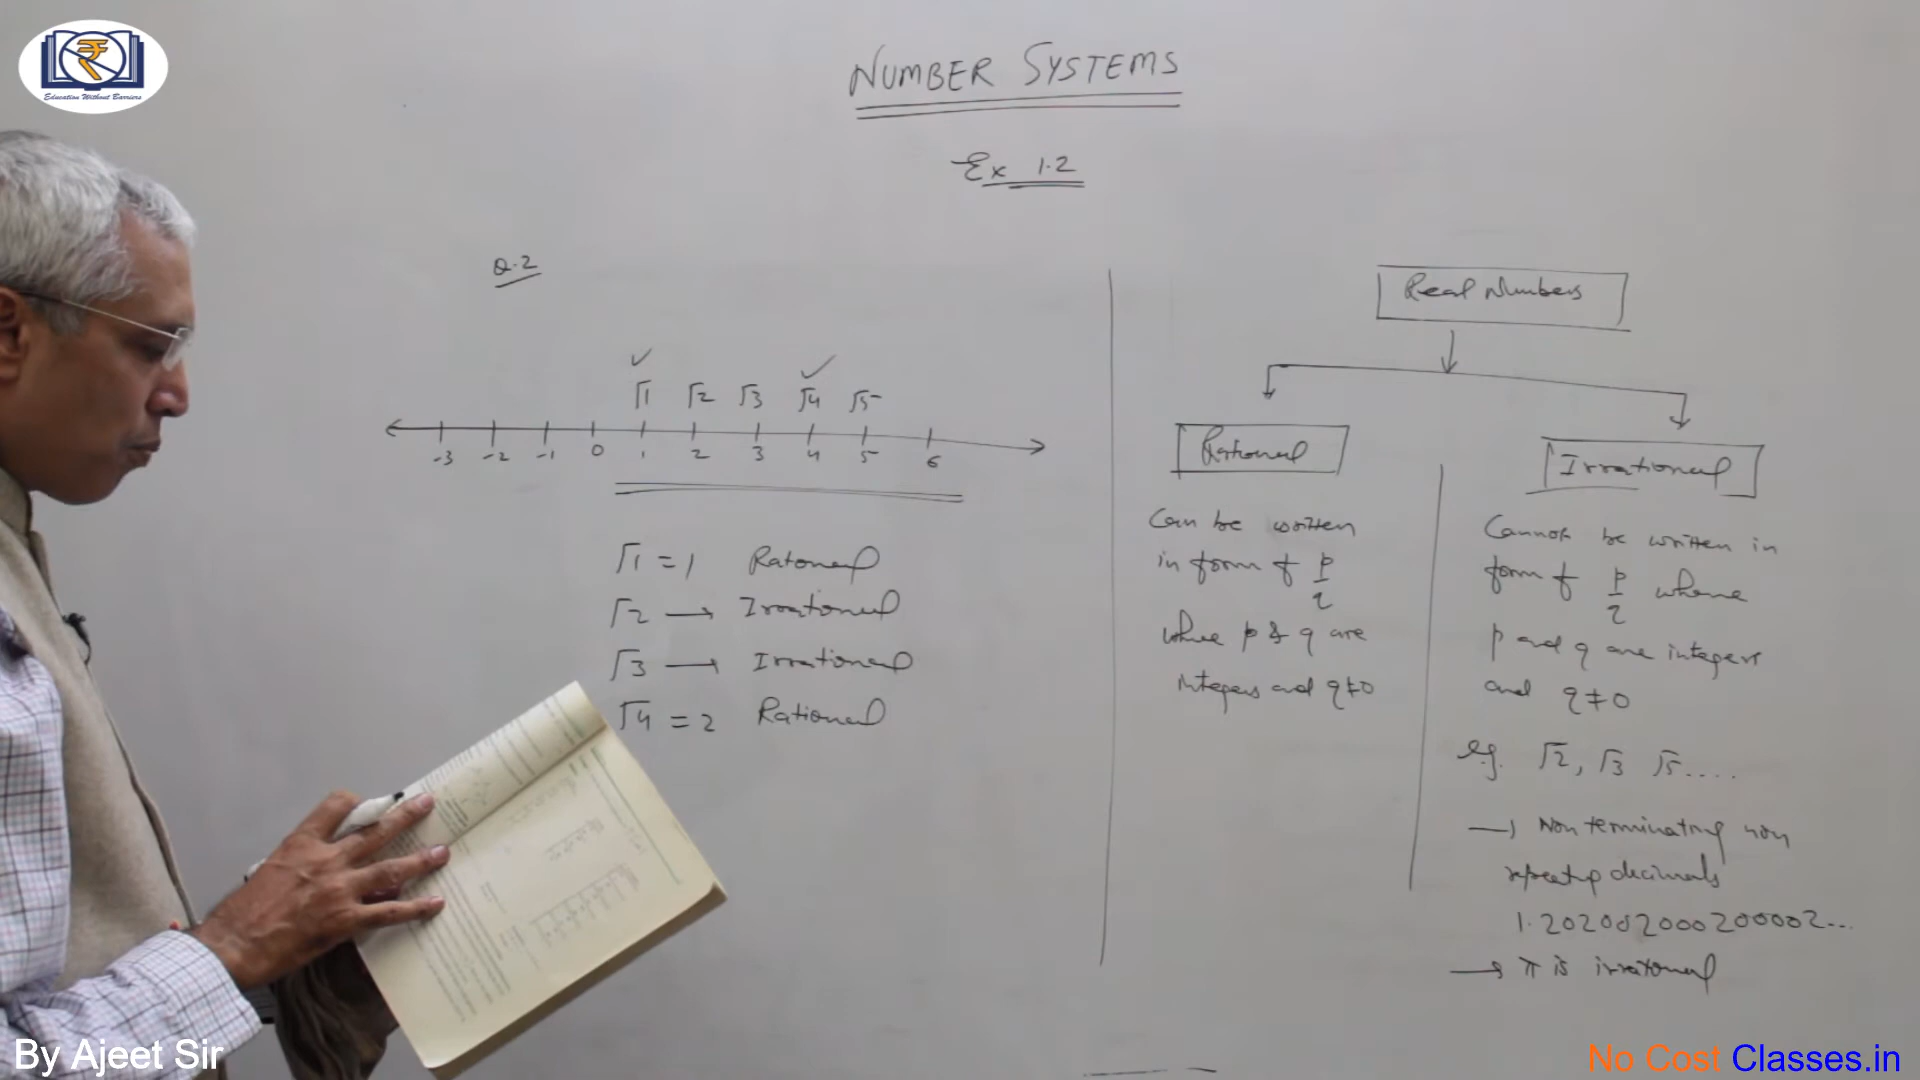 Education Without Barriers
NUMBER SYSTEMS
Ex 1.2
Q.2
√1 √2 √3 √4 √5
-3 -2 -1 0 1 2 3 4 5 6
√1 = 1 Rational
√2 → Irrational
√3 → Irrational
√4 = 2 Rational
Real Numbers
Rational
Can be written
in form of p/q
where p & q are
integers and q≠0
Irrational
Cannot be written in
form of p/q where
p and q are integers
and q≠0
e.g. √2, √3 √5....
→ Non terminating non
repeating decimals
1.202002000200002...
→ π is irrational
By Ajeet Sir
No Cost Classes.in